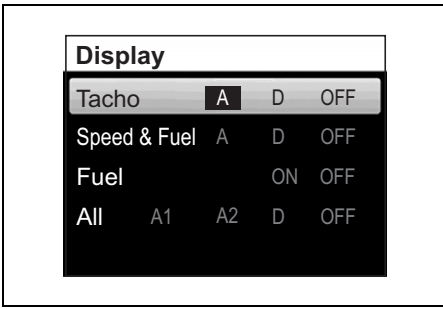 Display
Tacho A D OFF
Speed & Fuel A D OFF
Fuel ON OFF
All A1 A2 D OFF